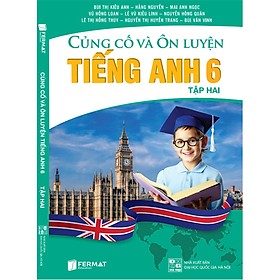 BÙI THỊ KIỀU ANH - HẰNG NGUYỄN - MAI ANH NGỌC
VŨ HỒNG LOAN - LÊ VŨ KIỀU LINH - NGUYỄN HỒNG QUÂN
LÊ THỊ HỒNG THÚY - NGUYỄN THỊ HUYỀN TRANG - BÙI VĂN VINH
CỦNG CỐ VÀ ÔN LUYỆN
TIẾNG ANH 6
TẬP HAI
FERMAT
NHÀ XUẤT BẢN
ĐẠI HỌC QUỐC GIA HÀ NỘI
CỦNG CỐ VÀ ÔN LUYỆN TIẾNG ANH 6
TẬP HAI